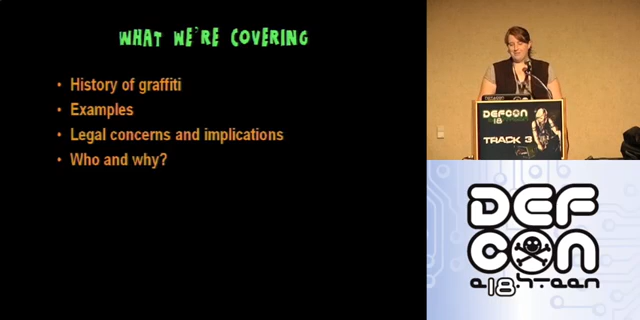 WHAT WE'RE COVERING
• History of graffiti
• Examples
• Legal concerns and implications
• Who and why?
DEFCON
18
TRACK 3
DEF
CON
e18hteen